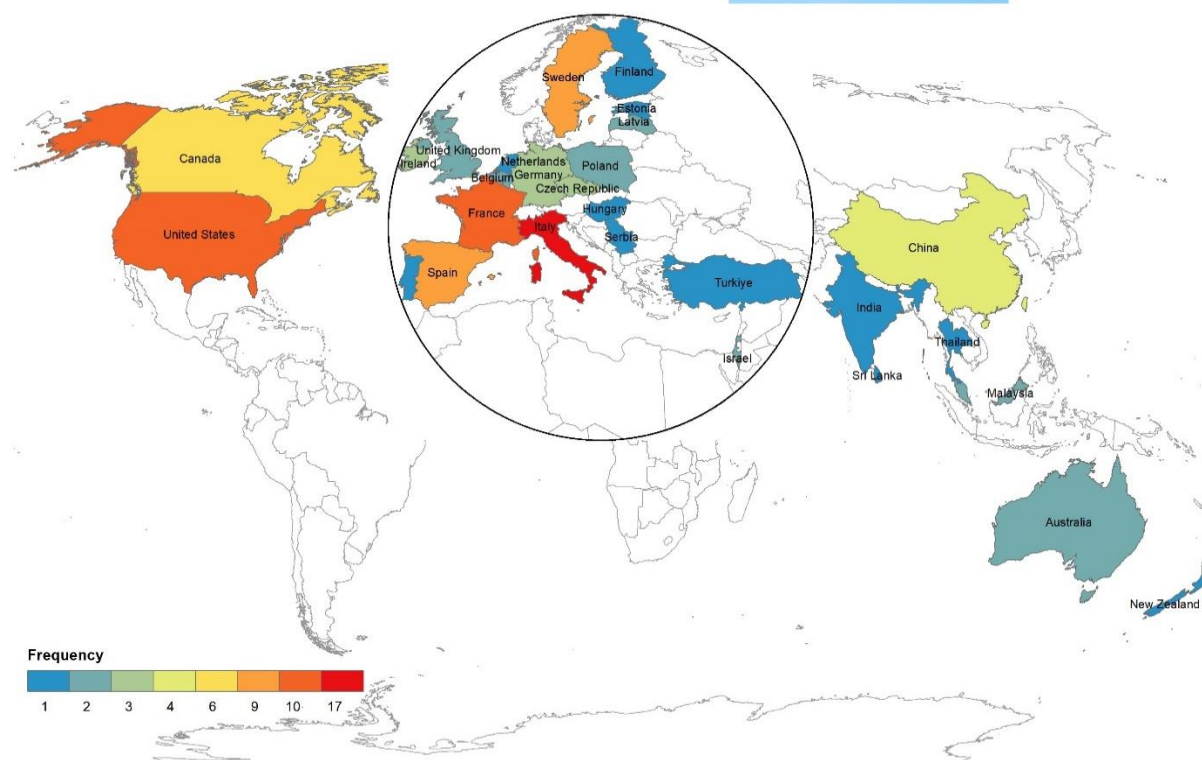 Sweden
Finland
Estonia
Latvia
United Kingdom
Ireland
Netherlands
Belgium
Germany
Poland
Czech Republic
Canada
Hungary
France
Italy
Serbia
United States
China
Spain
Turkiye
India
Thailand
Israel
Sri Lanka
Malaysia
Australia
New Zealand
Frequency
1 2 3 4 6 9 10 17